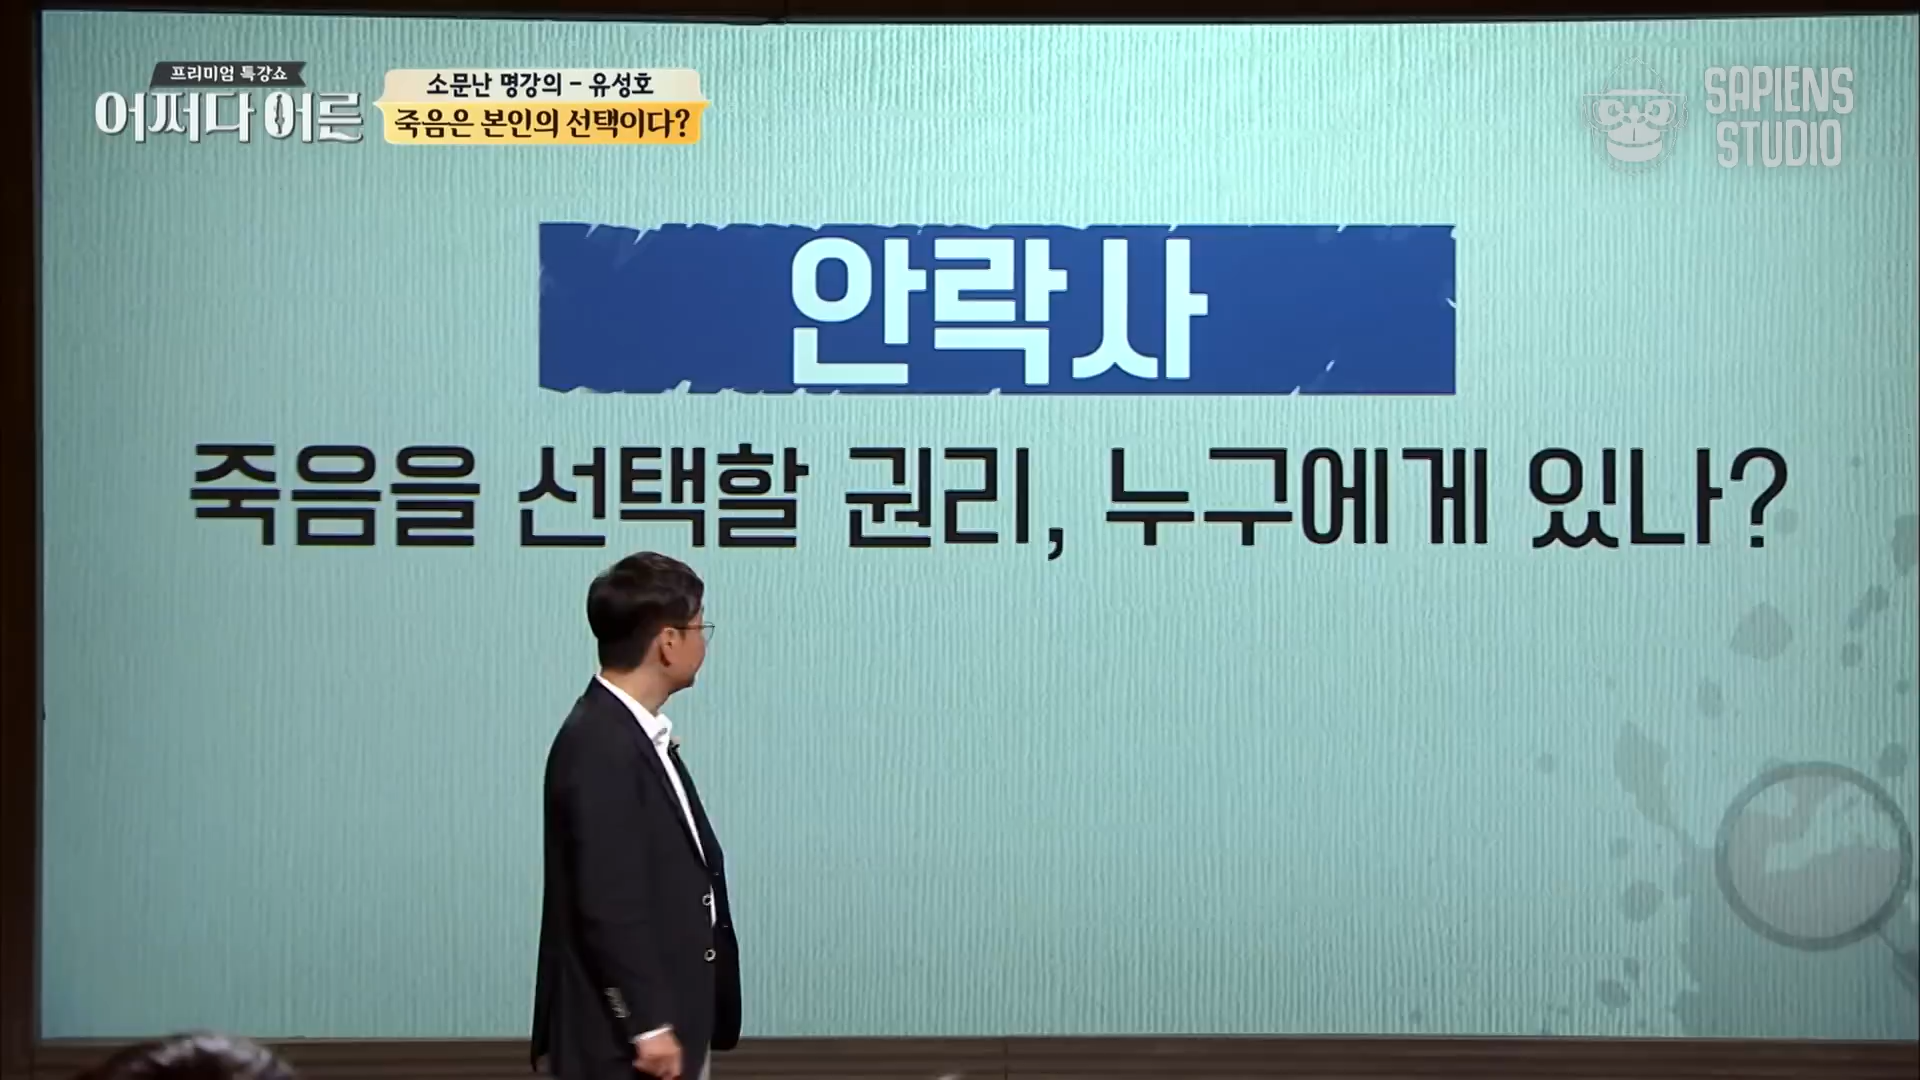 프리미엄 특강쇼
어쩌다 어른
소문난 명강의 - 유성호
죽음은 본인의 선택이다?
SAPIENS
STUDIO
안락사
죽음을 선택할 권리, 누구에게 있나?